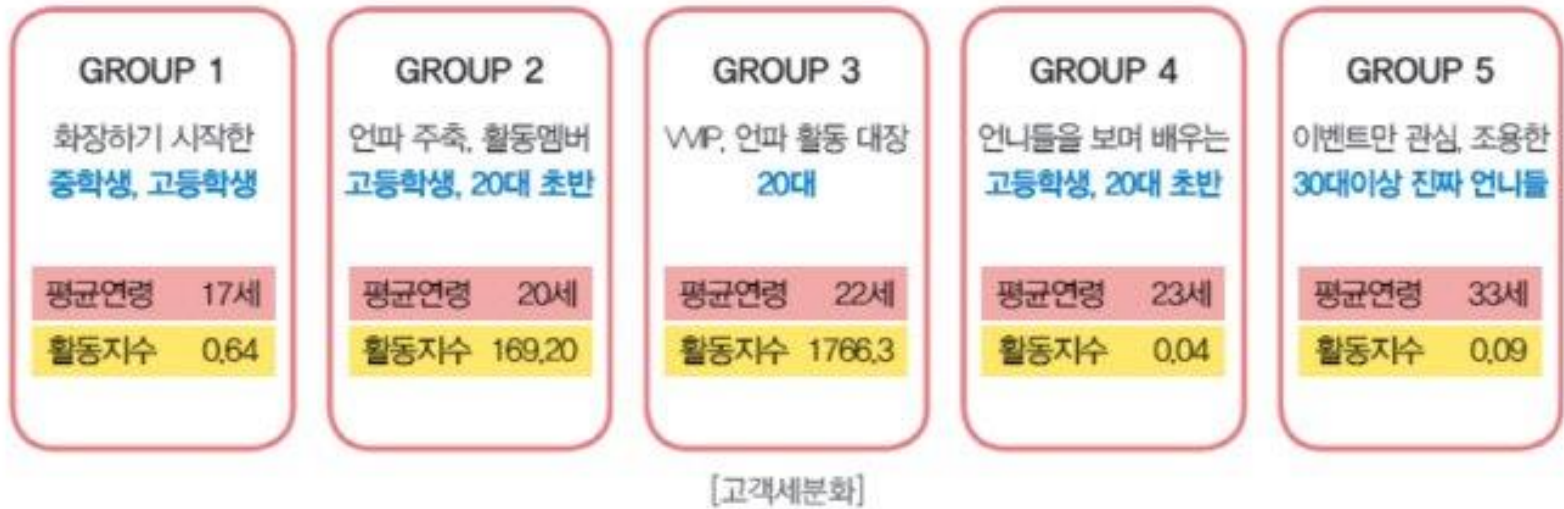 GROUP 1
화장하기 시작한
중학생, 고등학생
평균연령 17세
활동지수 0.64
GROUP 2
언파 주축, 활동멤버
고등학생, 20대 초반
평균연령 20세
활동지수 169.20
GROUP 3
VVIP, 언파 활동 대장
20대
평균연령 22세
활동지수 1766.3
GROUP 4
언니들을 보며 배우는
고등학생, 20대 초반
평균연령 23세
활동지수 0.04
GROUP 5
이벤트만 관심, 조용한
30대이상 진짜 언니들
평균연령 33세
활동지수 0.09
[고객세분화]